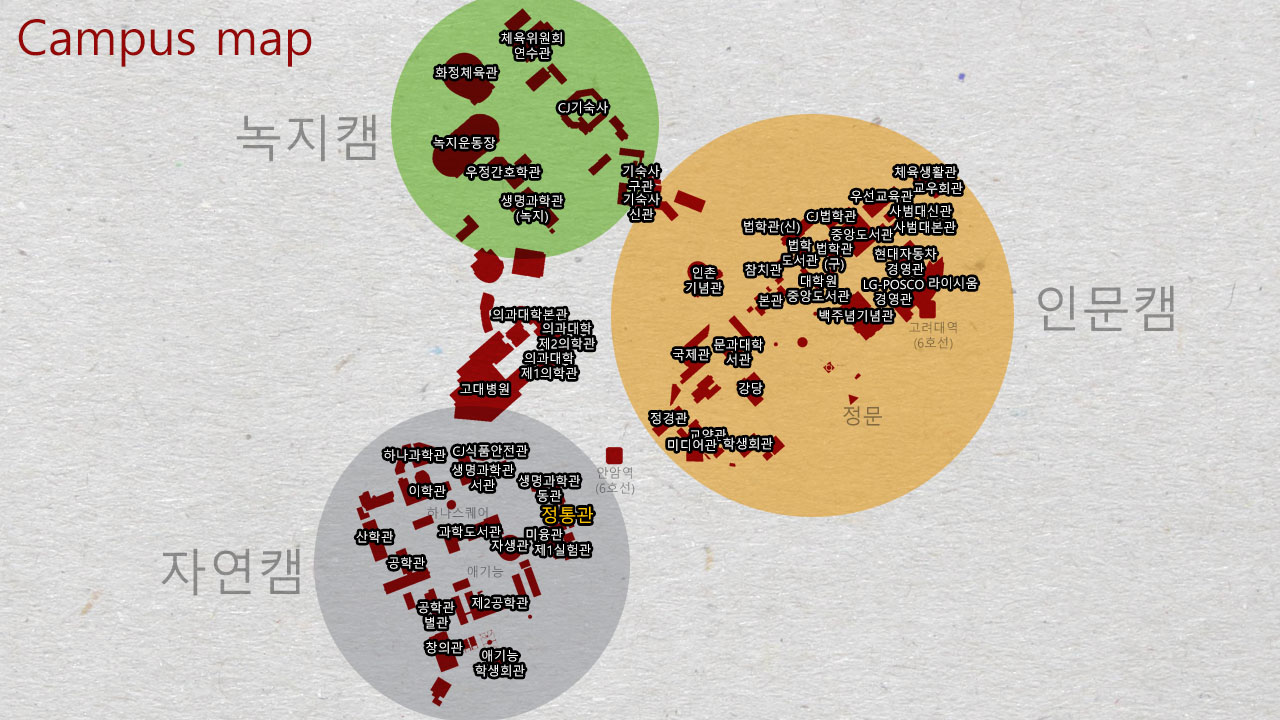 Campus map
녹지캠
체육위원회
연수관
화정체육관
CJ기숙사
녹지운동장
우정간호학관
생명과학관
(녹지)
기숙사
구관
기숙사
신관
인문캠
체육생활관
교우회관
우선교육관
사범대신관
사범대본관
CJ법학관
법학관(신)
중앙도서관
법학
도서관
법학관
(구)
현대자동차
경영관
참치관
인촌
기념관
대학원
중앙도서관
본관
LG-POSCO
경영관
라이시움
백주년기념관
고려대역
(6호선)
문과대학
서관
국제관
강당
정문
정경관
교양관
미디어관
학생회관
의과대학본관
의과대학
제2의학관
의과대학
제1의학관
고대병원
안암역
(6호선)
자연캠
하나과학관
CJ식품안전관
생명과학관
서관
생명과학관
동관
이학관
하나스퀘어
정통관
산학관
과학도서관
자생관
미융관
제1실험관
공학관
애기능
공학관
별관
제2공학관
창의관
애기능
학생회관